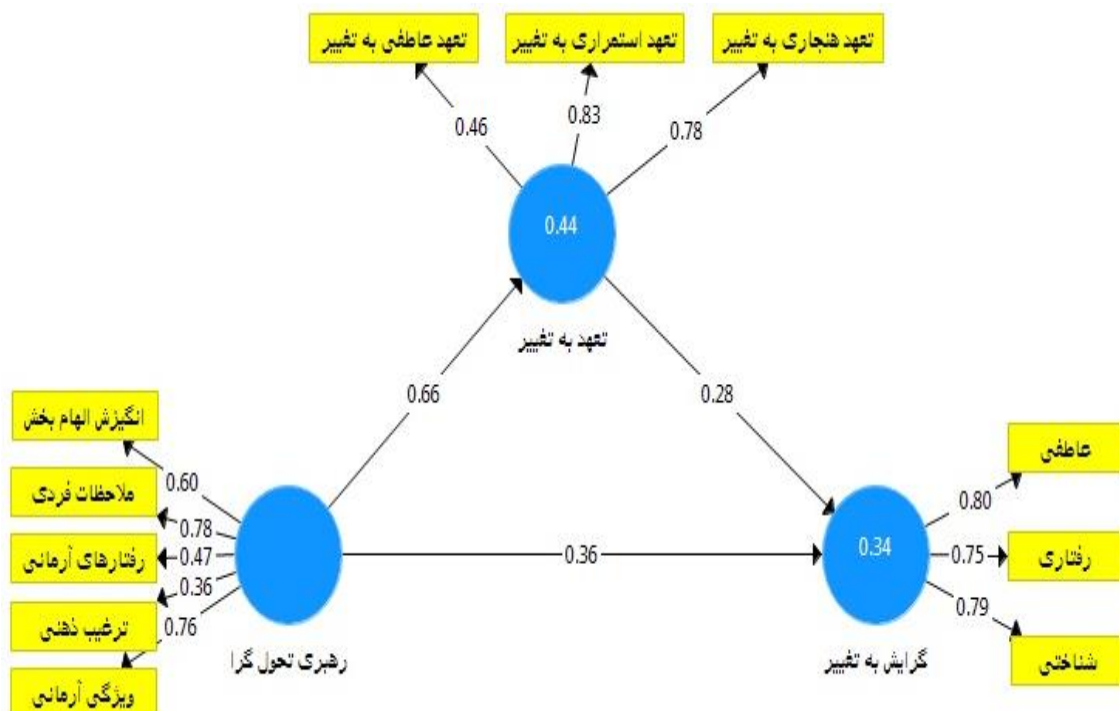 تعهد هنجاری به تغییر
تعهد استمراری به تغییر
تعهد عاطفی به تغییر
0.46
0.83
0.78
0.44
تعهد به تغییر
0.66
0.28
انگیزش الهام بخش
ملاحظات فردی
رفتارهای آرمانی
ترغیب ذهنی
ویژگی آرمانی
0.60
0.78
0.47
0.36
0.76
رهبری تحول گرا
0.36
0.34
گرایش به تغییر
0.80
0.75
0.79
عاطفی
رفتاری
شناختی